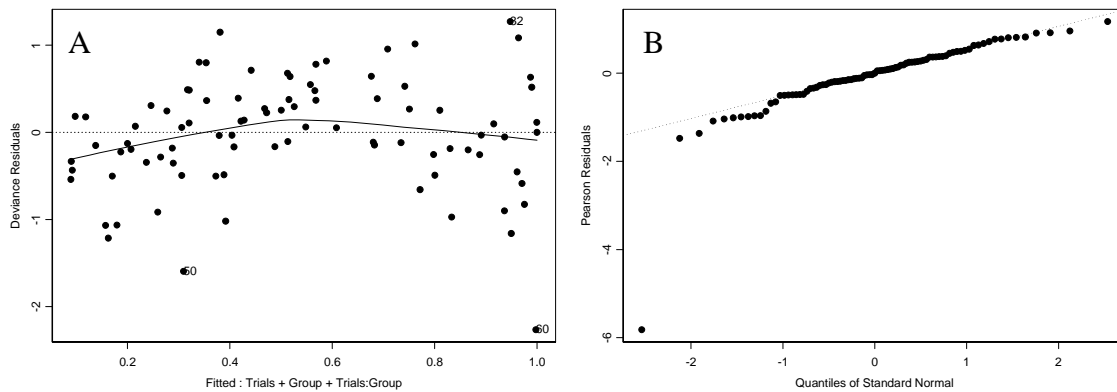 A
B
82
50
60
Deviance Residuals
1
0
-1
-2
0.2 0.4 0.6 0.8 1.0
Fitted : Trials + Group + Trials:Group
Pearson Residuals
0
-2
-4
-6
-2 -1 0 1 2
Quantiles of Standard Normal